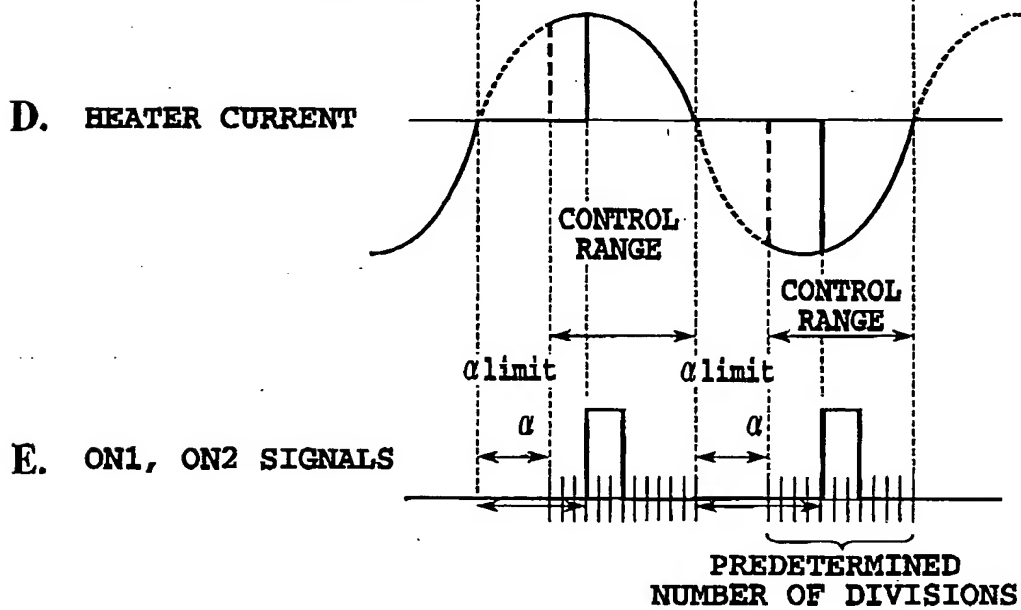 D. HEATER CURRENT
CONTROL
RANGE
CONTROL
RANGE
α limit
α limit
α
α
E. ON1, ON2 SIGNALS
PREDETERMINED
NUMBER OF DIVISIONS